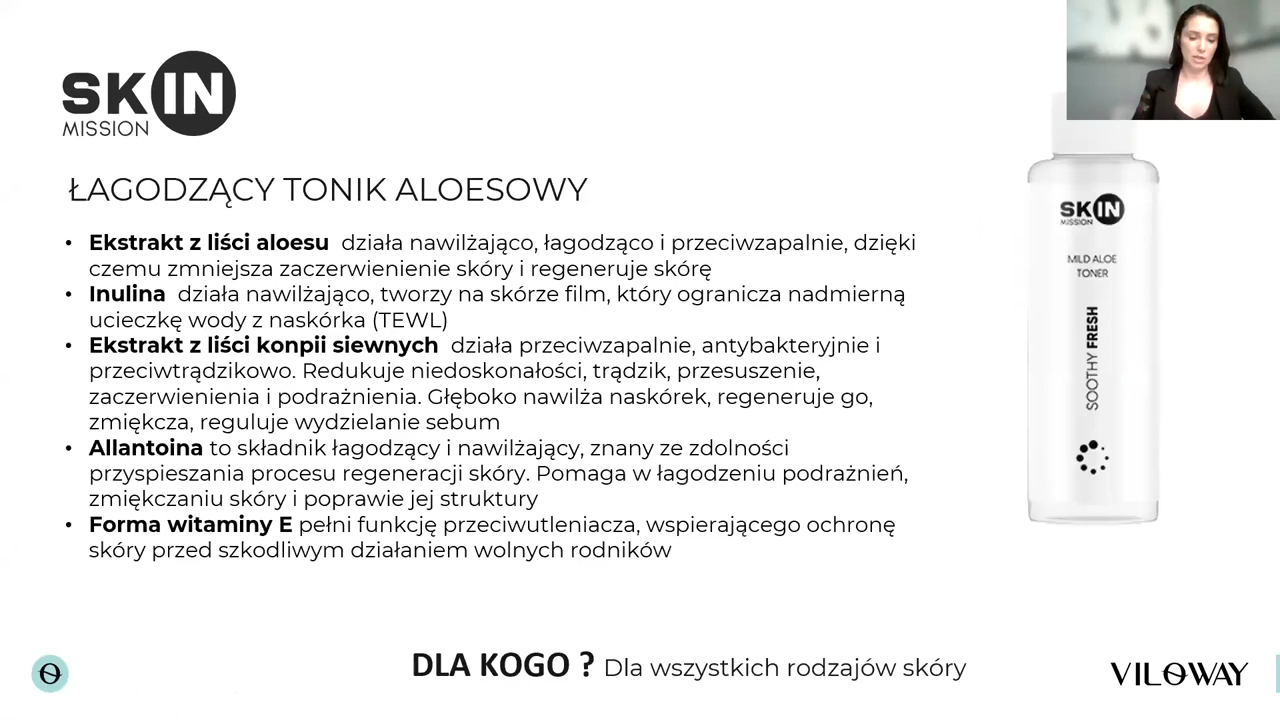 SKIN
MISSION
ŁAGODZĄCY TONIK ALOESOWY
• Ekstrakt z liści aloesu działa nawilżająco, łagodząco i przeciwzapalnie, dzięki
czemu zmniejsza zaczerwienienie skóry i regeneruje skórę
• Inulina działa nawilżająco, tworzy na skórze film, który ogranicza nadmierną
ucieczkę wody z naskórka (TEWL)
• Ekstrakt z liści konpii siewnych działa przeciwzapalnie, antybakteryjnie i
przeciwtrądzikowo. Redukuje niedoskonałości, trądzik, przesuszenie,
zaczerwienienia i podrażnienia. Głęboko nawilża naskórek, regeneruje go,
zmiękcza, reguluje wydzielanie sebum
• Allantoina to składnik łagodzący i nawilżający, znany ze zdolności
przyspieszania procesu regeneracji skóry. Pomaga w łagodzeniu podrażnień,
zmiękczaniu skóry i poprawie jej struktury
• Forma witaminy E pełni funkcję przeciwutleniacza, wspierającego ochronę
skóry przed szkodliwym działaniem wolnych rodników
SKIN
MISSION
MILD ALOE
TONER
SOOTHY FRESH
DLA KOGO ? Dla wszystkich rodzajów skóry
VILOWAY